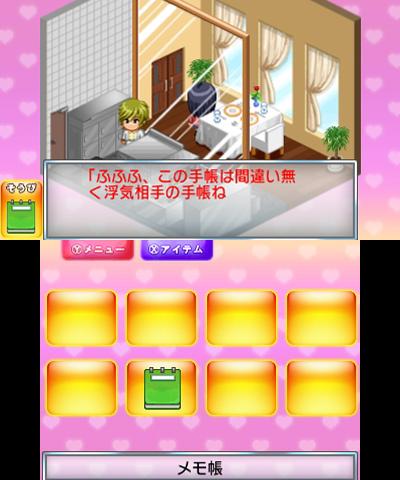 「ふふふ、この手帳は間違い無
く浮気相手の手帳ね
そうび
Ⓨメニュー
Ⓧアイテム
メモ帳